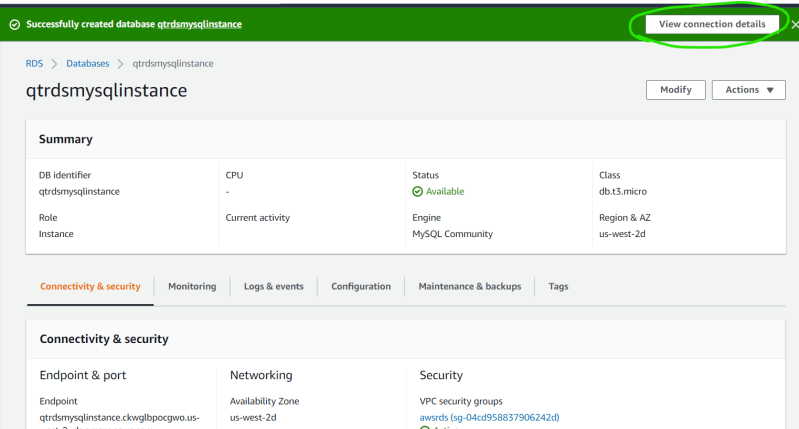 Successfully created database qtrdsmysqlinstance View connection details
RDS > Databases > qtrdsmysqlinstance
qtrdsmysqlinstance Modify Actions
Summary
DB identifier CPU Status Class
qtrdsmysqlinstance - Available db.t3.micro
Role Current activity Engine Region & AZ
Instance MySQL Community us-west-2d
Connectivity & security Monitoring Logs & events Configuration Maintenance & backups Tags
Connectivity & security
Endpoint & port Networking Security
Endpoint Availability Zone VPC security groups
qtrdsmysqlinstance.ckwglbpocgwo.us- us-west-2d awsrds (sg-04cd958837906242d)